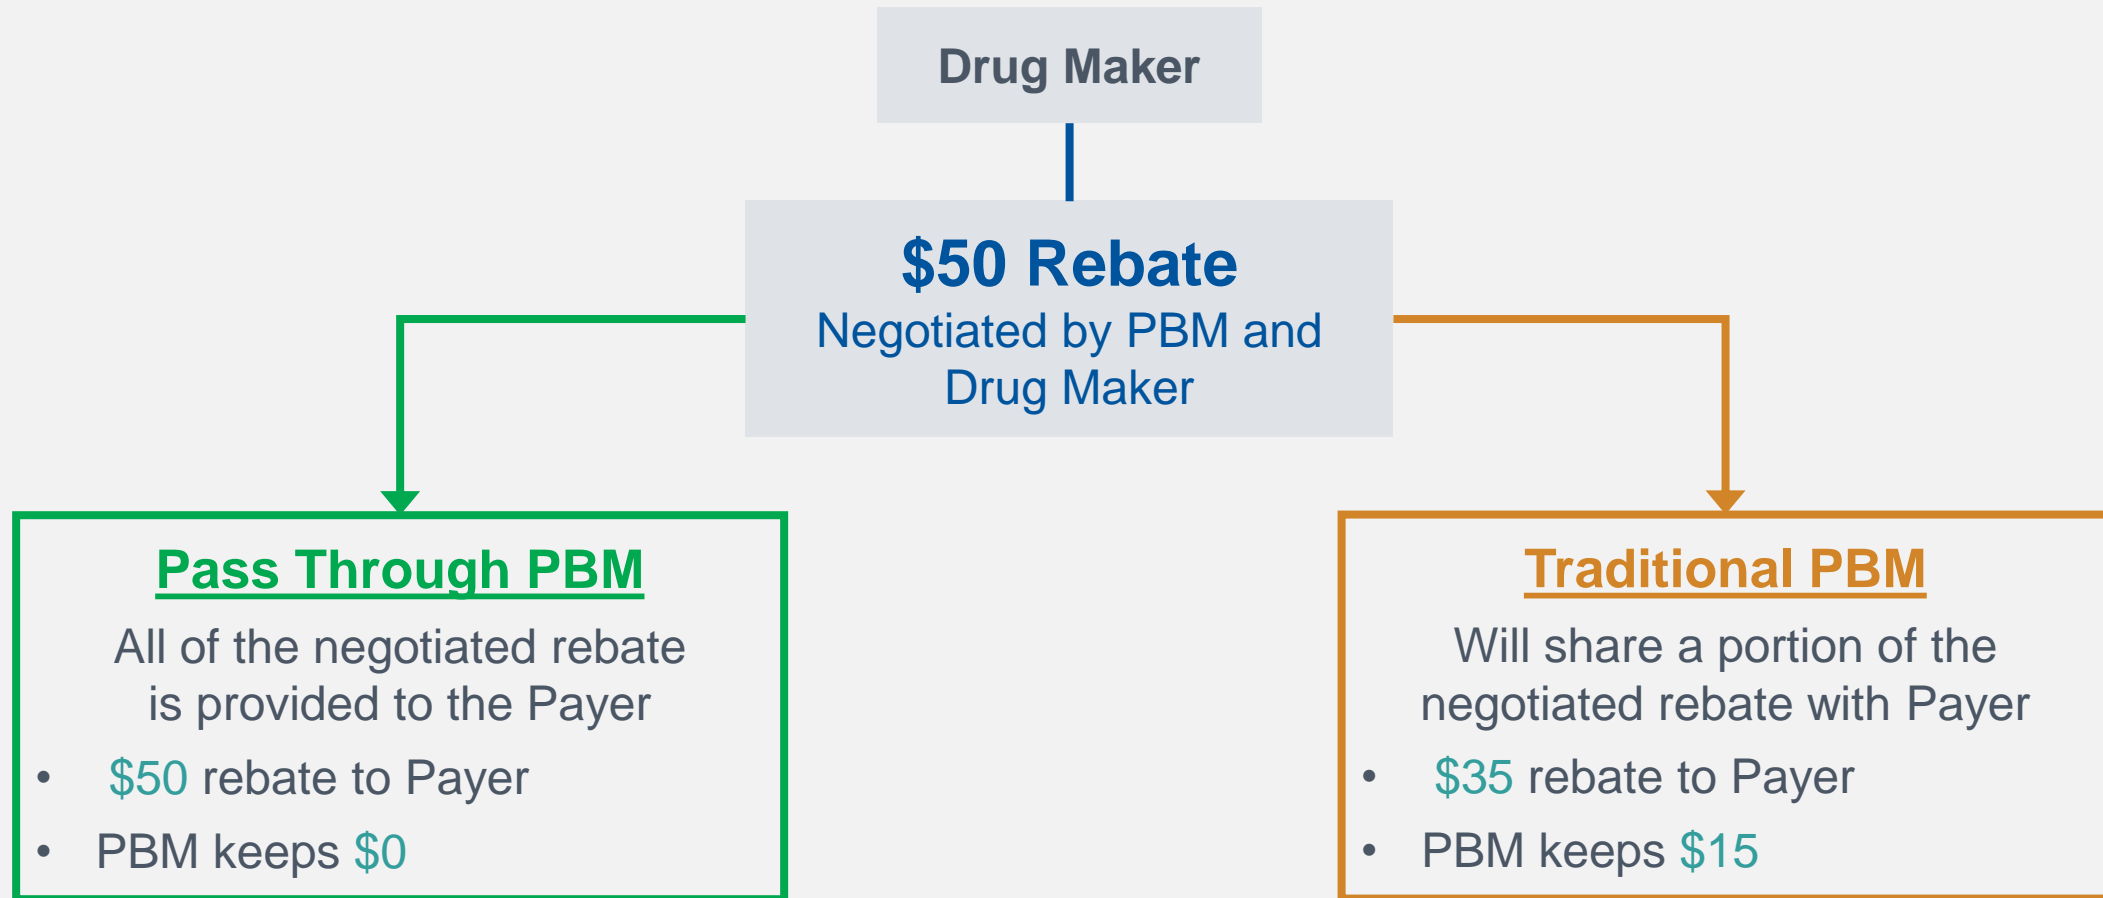 Drug Maker
$50 Rebate
Negotiated by PBM and
Drug Maker
Pass Through PBM
All of the negotiated rebate
is provided to the Payer
• $50 rebate to Payer
• PBM keeps $0
Traditional PBM
Will share a portion of the
negotiated rebate with Payer
• $35 rebate to Payer
• PBM keeps $15